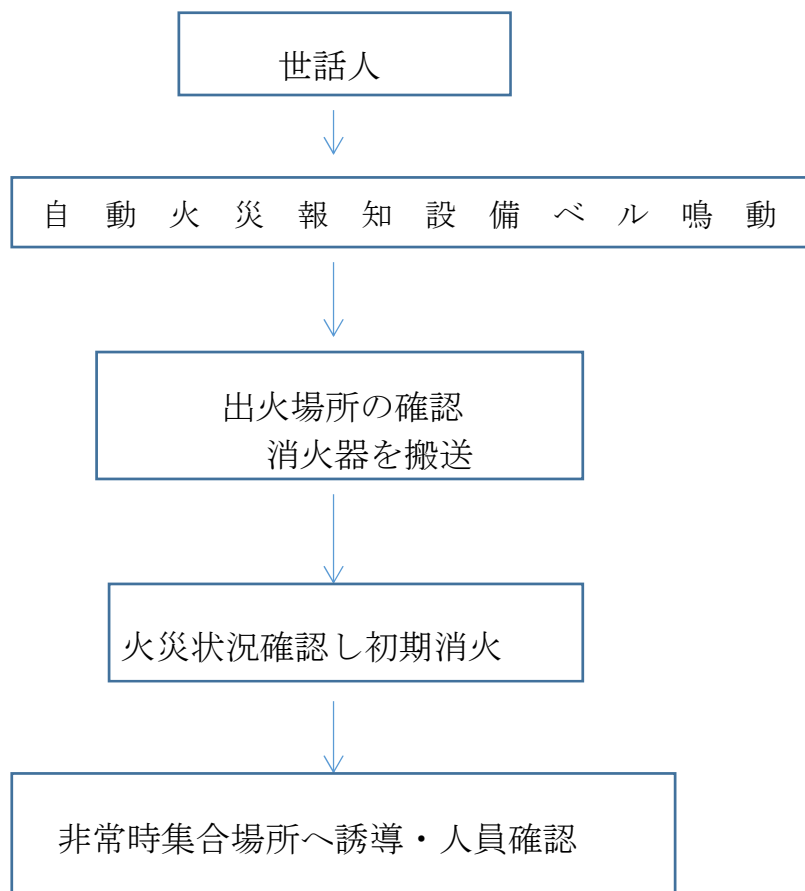 世話人
自動火災報知設備ベル鳴動
出火場所の確認
消火器を搬送
火災状況確認し初期消火
非常時集合場所へ誘導・人員確認